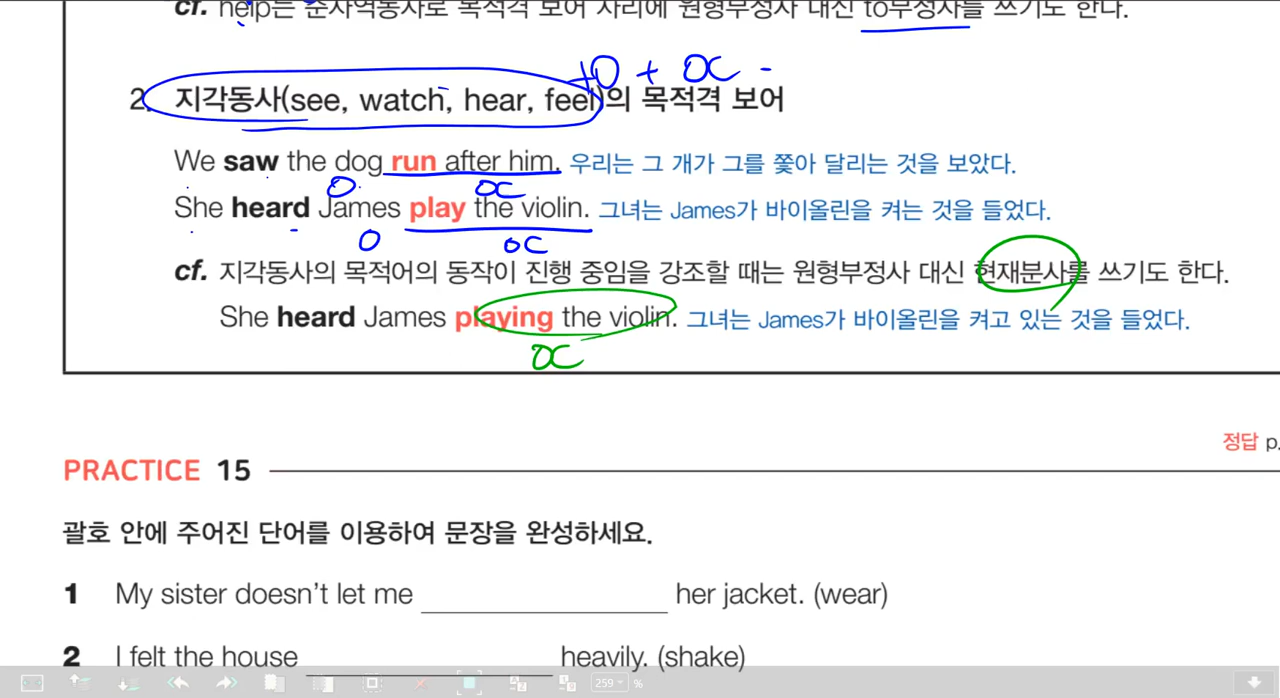 cf. help는 준사역동사로 목적격 보어 자리에 원형부정사 대신 to부정사를 쓰기도 한다.
+O + OC
2. 지각동사(see, watch, hear, feel)의 목적격 보어
We saw the dog run after him. 우리는 그 개가 그를 쫓아 달리는 것을 보았다.
O OC
She heard James play the violin. 그녀는 James가 바이올린을 켜는 것을 들었다.
O OC
cf. 지각동사의 목적어의 동작이 진행 중임을 강조할 때는 원형부정사 대신 현재분사를 쓰기도 한다.
She heard James playing the violin. 그녀는 James가 바이올린을 켜고 있는 것을 들었다.
OC
정답 p.
PRACTICE 15
괄호 안에 주어진 단어를 이용하여 문장을 완성하세요.
1 My sister doesn't let me ____________ her jacket. (wear)
2 I felt the house ____________ heavily. (shake)
259 %